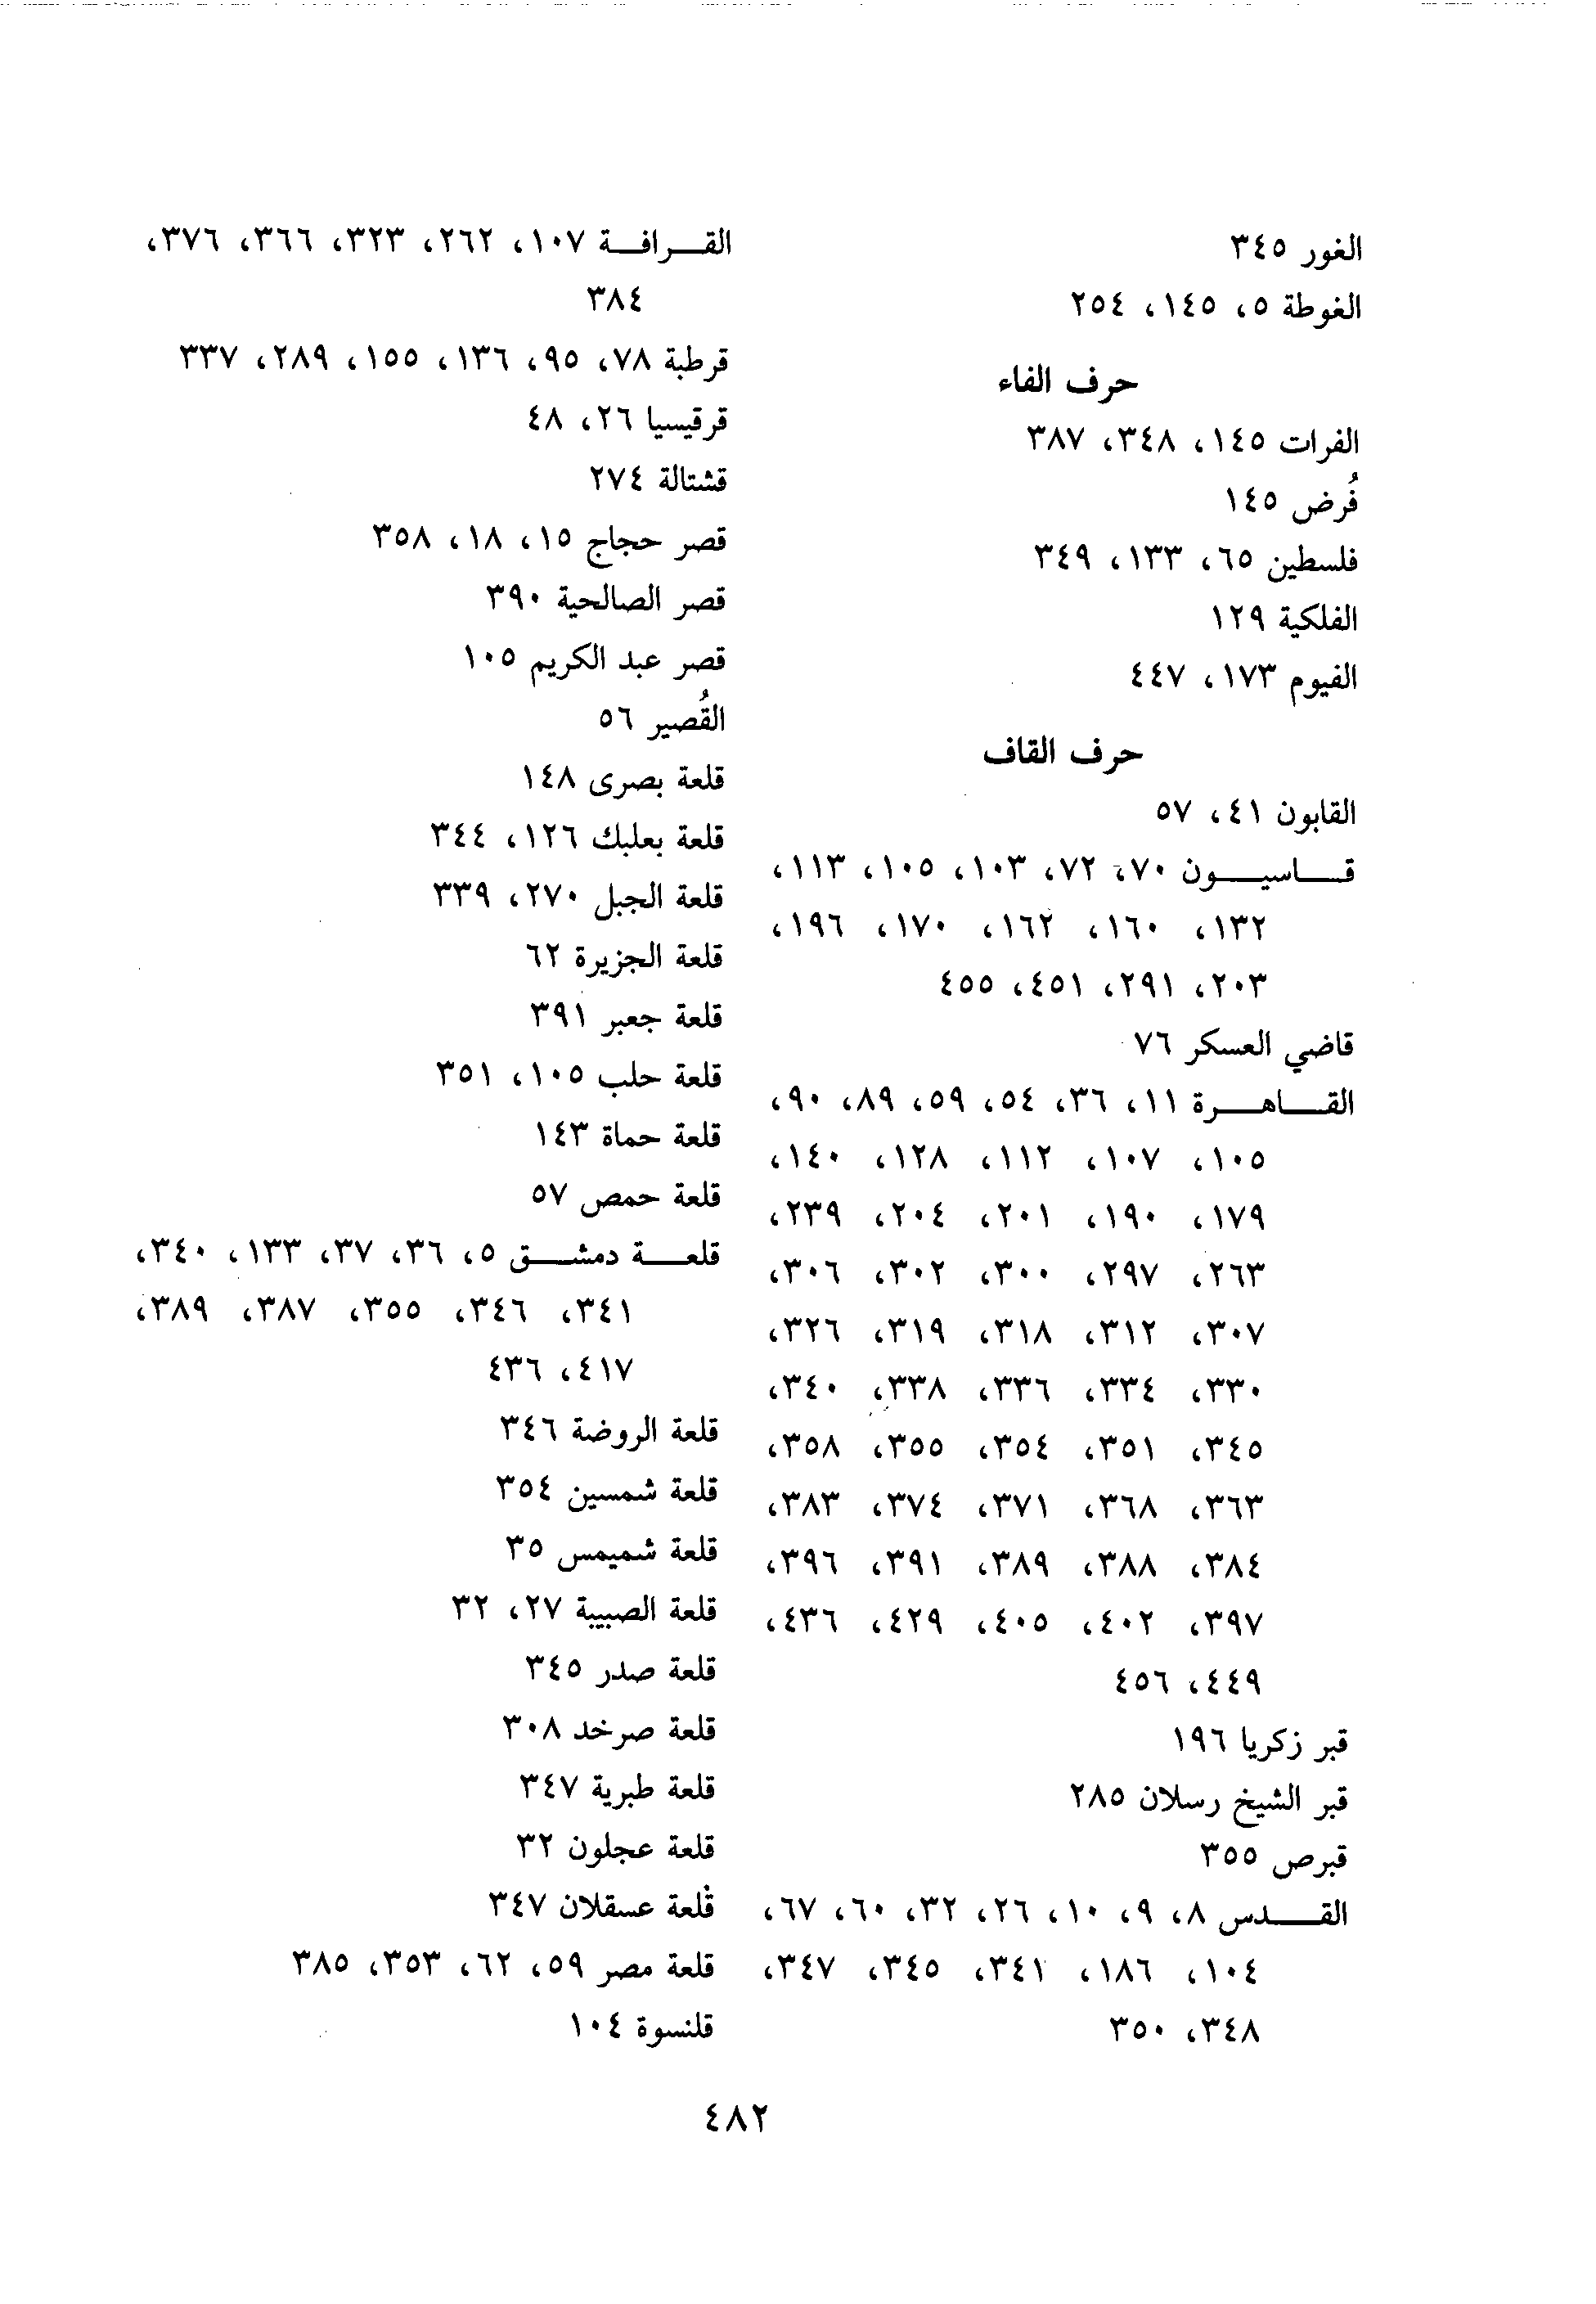 الغور ٣٤٥
الغوطة ٥، ١٤٥، ٢٥٤
حرف الفاء
الفرات ١٤٥، ٣٤٨، ٣٨٧
فُرض ١٤٥
فلسطين ٦٥، ١٣٣، ٣٤٩
الفلكية ١٢٩
الفيوم ١٧٣، ٤٤٧
حرف القاف
القابون ٤١، ٥٧
قاسيون ٧٠، ٧٢، ١٠٣، ١٠٥، ١١٣،
١٣٢، ١٦٠، ١٦٢، ١٧٠، ١٩٦،
٢٠٣، ٢٩١، ٤٥١، ٤٥٥
قاضي العسكر ٧٦
القاهرة ١١، ٣٦، ٥٤، ٥٩، ٨٩، ٩٠،
١٠٥، ١٠٧، ١١٢، ١٢٨، ١٤٠،
١٧٩، ١٩٠، ٢٠١، ٢٠٤، ٢٣٩،
٢٦٣، ٢٩٧، ٣٠٠، ٣٠٢، ٣٠٦،
٣٠٧، ٣١٢، ٣١٨، ٣١٩، ٣٢٦،
٣٣٠، ٣٣٤، ٣٣٦، ٣٣٨، ٣٤٠،
٣٤٥، ٣٥١، ٣٥٤، ٣٥٥، ٣٥٨،
٣٦٣، ٣٦٨، ٣٧١، ٣٧٤، ٣٨٣،
٣٨٤، ٣٨٨، ٣٨٩، ٣٩١، ٣٩٦،
٣٩٧، ٤٠٢، ٤٠٥، ٤٢٩، ٤�٦،
٤٤٩، ٤٥٦
قبر زكريا ١٩٦
قبر الشيخ رسلان ٢٨٥
قبرص ٣٥٥
القدس ٨، ٩، ١٠، ٢٦، ٣٢، ٦٠، ٦٧،
١٠٤، ١٨٦، ٣٤١، ٣٤٥، ٣٤٧،
٣٤٨، ٣٥٠
القرافة ١٠٧، ٢٦٢، ٣٢٣، ٣٦٦، ٣٧٦،
٣٨٤
قرطبة ٧٨، ٩٥، ١٣٦، ١٥٥، ٢٨٩، ٣٣٧
قرقيسيا ٢٦، ٤٨
قشتالة ٢٧٤
قصر حجاج ١٥، ١٨، ٣٥٨
قصر الصالحية ٣٩٠
قصر عبد الكريم ١٠٥
القُصير ٥٦
قلعة بصرى ١٤٨
قلعة بعلبك ١٢٦، ٣٤٤
قلعة الجبل ٢٧٠، ٣٣٩
قلعة الجزيرة ٦٢
قلعة جعبر ٣٩١
قلعة حلب ١٠٥، ٣٥١
قلعة حماة ١٤٣
قلعة حمص ٥٧
قلعة دمشق ٥، ٣٦، ٣٧، ١٣٣، ٣٤٠،
٣٤١، ٣٤٦، ٣٥٥، ٣٨٧، ٣٨٩،
٤١٧، ٤٣٦
قلعة الروضة ٣٤٦
قلعة شمسين ٣٥٤
قلعة شميمس ٣٥
قلعة الصبيبة ٢٧، ٣٢
قلعة صدر ٣٤٥
قلعة صرخد ٣٠٨
قلعة طبرية ٣٤٧
قلعة عجلون ٣٢
قلعة عسقلان ٣٤٧
قلعة مصر ٥٩، ٦٢، ٣٥٣، ٣٨٥
قلنسوة ١٠٤
٤٨٢